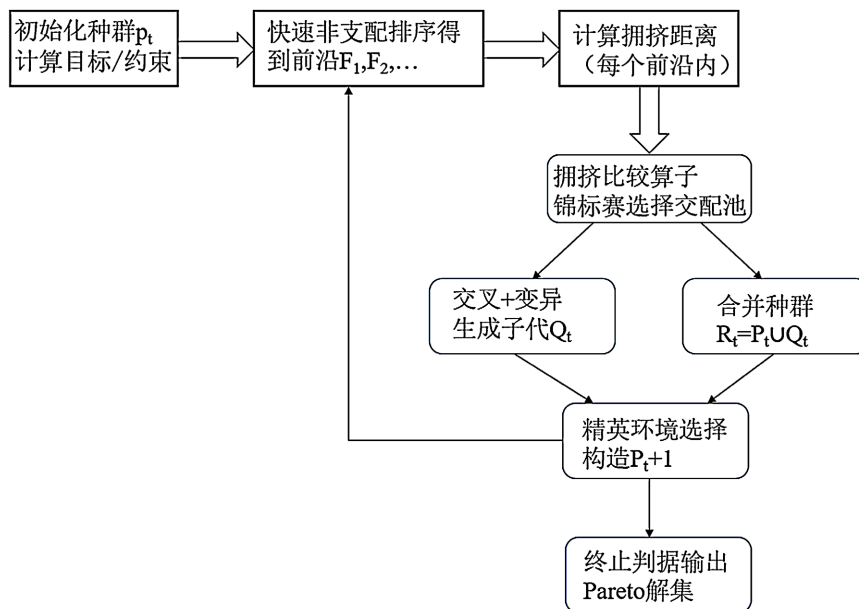 初始化种群pt
计算目标/约束
快速非支配排序得
到前沿F1,F2,…
计算拥挤距离
（每个前沿内）
拥挤比较算子
锦标赛选择交配池
交叉+变异
生成子代Qt
合并种群
Rt=Pt∪Qt
精英环境选择
构造Pt+1
终止判据输出
Pareto解集